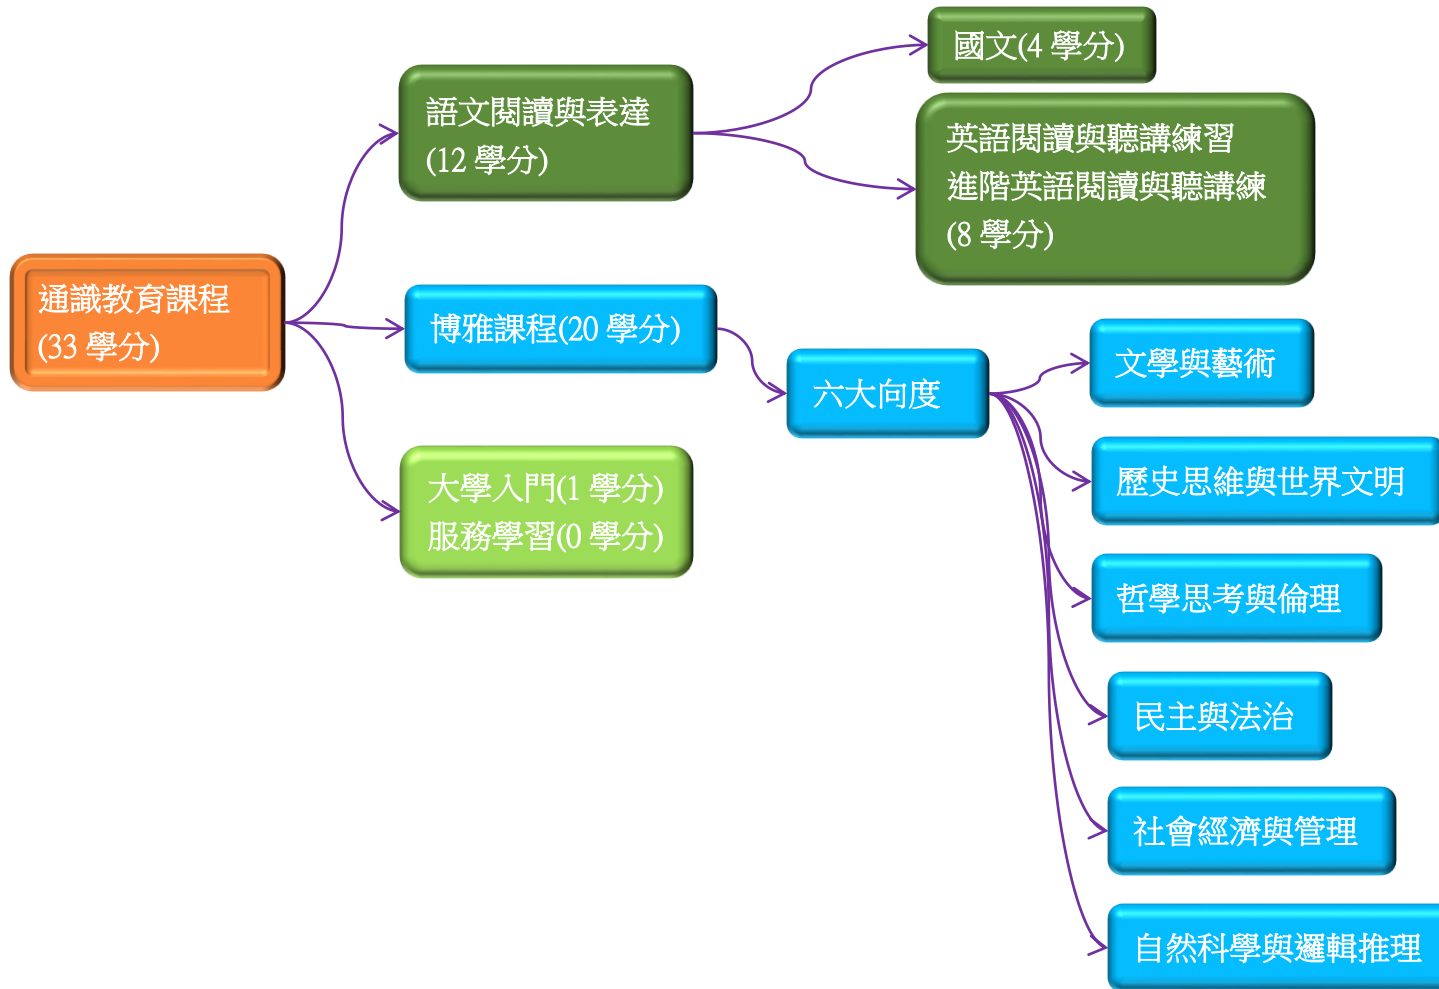 通識教育課程
(33 學分)
語文閱讀與表達
(12 學分)
國文(4 學分)
英語閱讀與聽講練習
進階英語閱讀與聽講練
(8 學分)
博雅課程(20 學分)
六大向度
文學與藝術
歷史思維與世界文明
哲學思考與倫理
民主與法治
社會經濟與管理
自然科學與邏輯推理
大學入門(1 學分)
服務學習(0 學分)